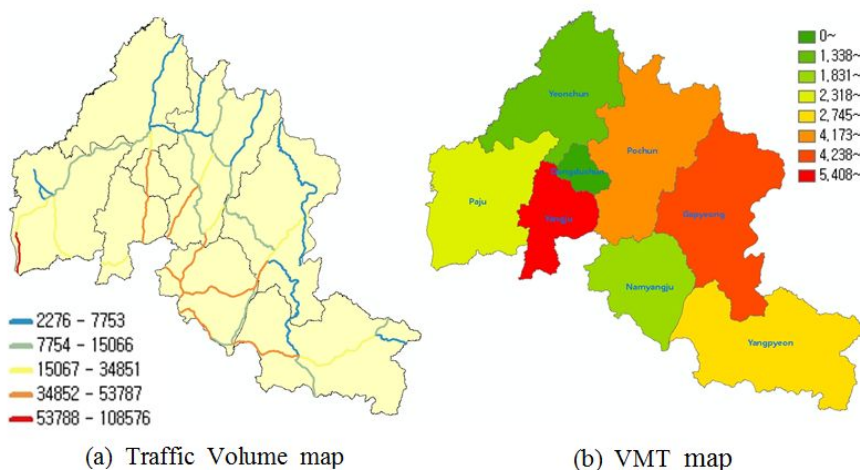 2276 - 7753
7754 - 15066
15067 - 34851
34852 - 53787
53788 - 108576
(a) Traffic Volume map
0~
1,338~
1,831~
2,318~
2,745~
4,173~
4,238~
5,408~
Yeonchun
Pochun
Paju
Gapyeong
Namyangju
Yangpyeon
(b) VMT map